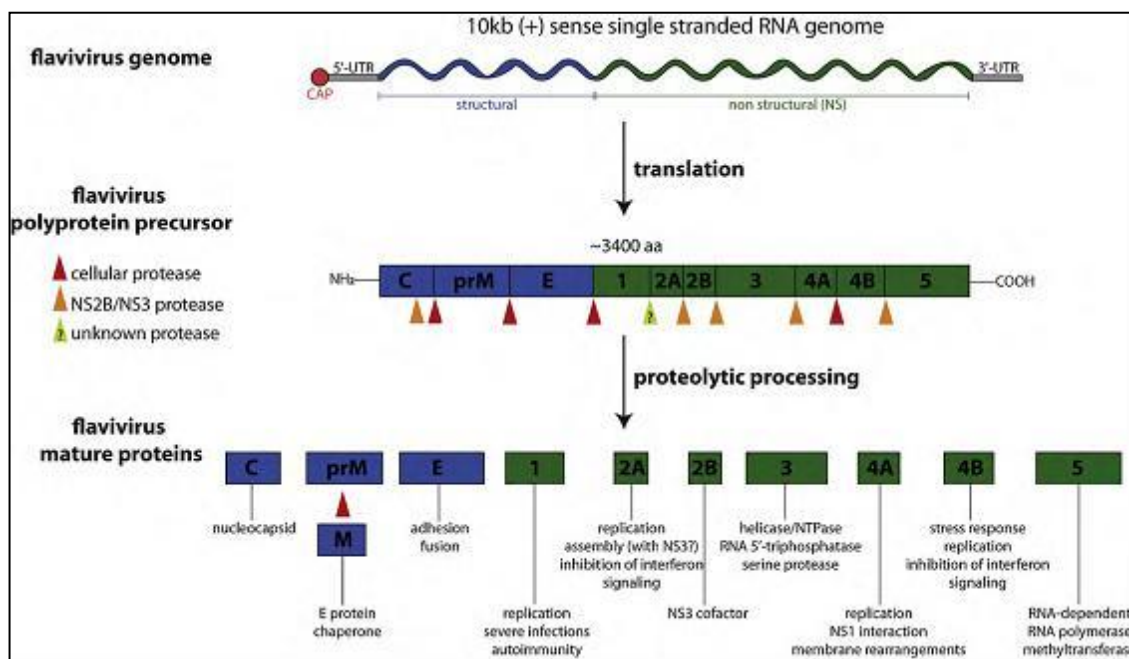 10kb (+) sense single stranded RNA genome
flavivirus genome
5'-UTR
3'-UTR
CAP
structural
non structural (NS)
translation
flavivirus
polyprotein precursor
~3400 aa
cellular protease
NS2B/NS3 protease
? unknown protease
NH₂
C prM E 1 2A 2B 3 4A 4B 5
COOH
?
proteolytic processing
flavivirus
mature proteins
C prM E 1 2A 2B 3 4A 4B 5
nucleocapsid
M
E protein
chaperone
adhesion
fusion
replication
severe infections
autoimmunity
replication
assembly (with NS3?)
inhibition of interferon
signaling
NS3 cofactor
helicase/NTPase
RNA 5'-triphosphatase
serine protease
replication
NS1 interaction
membrane rearrangements
stress response
replication
inhibition of interferon
signaling
RNA-dependent
RNA polymerase
methyltransferas